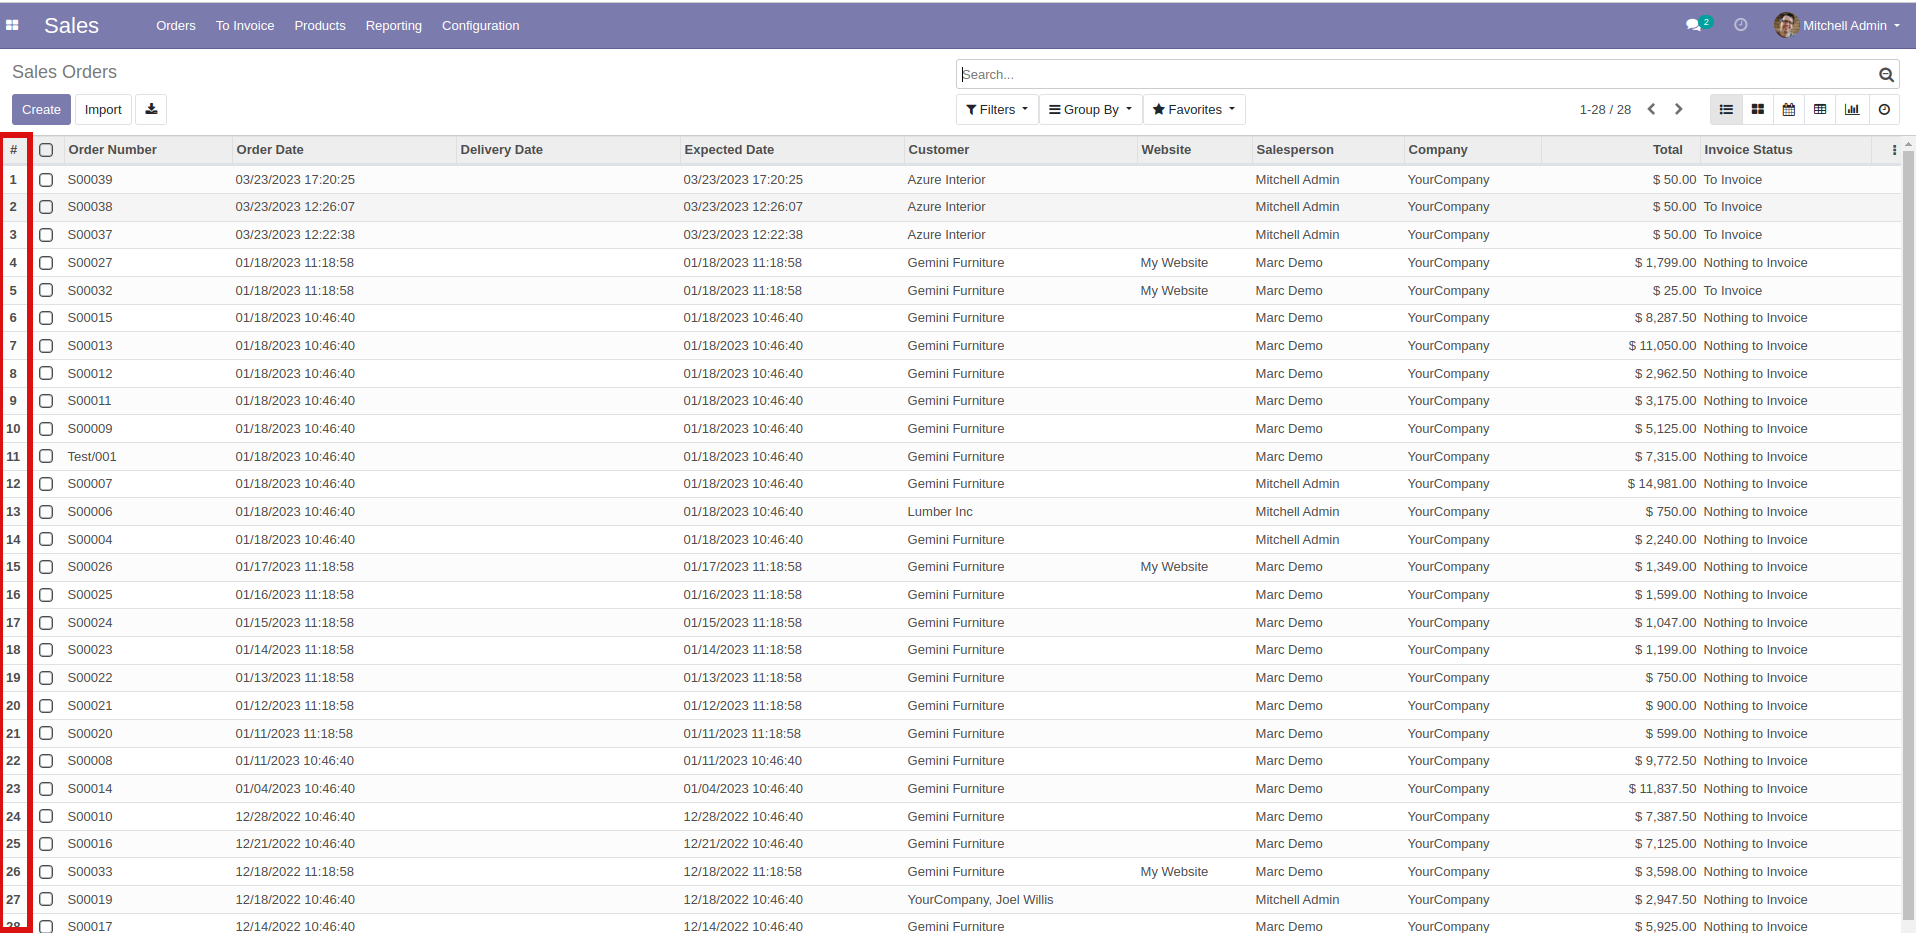 Sales Orders To Invoice Products Reporting Configuration 2 Mitchell Admin
Sales Orders Search...
Create Import Filters Group By Favorites 1-28 / 28
# Order Number Order Date Delivery Date Expected Date Customer Website Salesperson Company Total Invoice Status
1 S00039 03/23/2023 17:20:25 03/23/2023 17:20:25 Azure Interior Mitchell Admin YourCompany $ 50.00 To Invoice
2 S00038 03/23/2023 12:26:07 03/23/2023 12:26:07 Azure Interior Mitchell Admin YourCompany $ 50.00 To Invoice
3 S00037 03/23/2023 12:22:38 03/23/2023 12:22:38 Azure Interior Mitchell Admin YourCompany $ 50.00 To Invoice
4 S00027 01/18/2023 11:18:58 01/18/2023 11:18:58 Gemini Furniture My Website Marc Demo YourCompany $ 1,799.00 Nothing to Invoice
5 S00032 01/18/2023 11:18:58 01/18/2023 11:18:58 Gemini Furniture My Website Marc Demo YourCompany $ 25.00 To Invoice
6 S00015 01/18/2023 10:46:40 01/18/2023 10:46:40 Gemini Furniture Marc Demo YourCompany $ 8,287.50 Nothing to Invoice
7 S00013 01/18/2023 10:46:40 01/18/2023 10:46:40 Gemini Furniture Marc Demo YourCompany $ 11,050.00 Nothing to Invoice
8 S00012 01/18/2023 10:46:40 01/18/2023 10:46:40 Gemini Furniture Marc Demo YourCompany $ 2,962.50 Nothing to Invoice
9 S00011 01/18/2023 10:46:40 01/18/2023 10:46:40 Gemini Furniture Marc Demo YourCompany $ 3,175.00 Nothing to Invoice
10 S00009 01/18/2023 10:46:40 01/18/2023 10:46:40 Gemini Furniture Marc Demo YourCompany $ 5,125.00 Nothing to Invoice
11 Test/001 01/18/2023 10:46:40 01/18/2023 10:46:40 Gemini Furniture Marc Demo YourCompany $ 7,315.00 Nothing to Invoice
12 S00007 01/18/2023 10:46:40 01/18/2023 10:46:40 Gemini Furniture Mitchell Admin YourCompany $ 14,981.00 Nothing to Invoice
13 S00006 01/18/2023 10:46:40 01/18/2023 10:46:40 Lumber Inc Mitchell Admin YourCompany $ 750.00 Nothing to Invoice
14 S00004 01/18/2023 10:46:40 01/18/2023 10:46:40 Gemini Furniture Mitchell Admin YourCompany $ 2,240.00 Nothing to Invoice
15 S00026 01/17/2023 11:18:58 01/17/2023 11:18:58 Gemini Furniture My Website Marc Demo YourCompany $ 1,349.00 Nothing to Invoice
16 S00025 01/16/2023 11:18:58 01/16/2023 11:18:58 Gemini Furniture Marc Demo YourCompany $ 1,599.00 Nothing to Invoice
17 S00024 01/15/2023 11:18:58 01/15/2023 11:18:58 Gemini Furniture Marc Demo YourCompany $ 1,047.00 Nothing to Invoice
18 S00023 01/14/2023 11:18:58 01/14/2023 11:18:58 Gemini Furniture Marc Demo YourCompany $ 1,199.00 Nothing to Invoice
19 S00022 01/13/2023 11:18:58 01/13/2023 11:18:58 Gemini Furniture Marc Demo YourCompany $ 750.00 Nothing to Invoice
20 S00021 01/12/2023 11:18:58 01/12/2023 11:18:58 Gemini Furniture Marc Demo YourCompany $ 900.00 Nothing to Invoice
21 S00020 01/11/2023 11:18:58 01/11/2023 11:18:58 Gemini Furniture Marc Demo YourCompany $ 599.00 Nothing to Invoice
22 S00008 01/11/2023 10:46:40 01/11/2023 10:46:40 Gemini Furniture Marc Demo YourCompany $ 9,772.50 Nothing to Invoice
23 S00014 01/04/2023 10:46:40 01/04/2023 10:46:40 Gemini Furniture Marc Demo YourCompany $ 11,837.50 Nothing to Invoice
24 S00010 12/28/2022 10:46:40 12/28/2022 10:46:40 Gemini Furniture Marc Demo YourCompany $ 7,387.50 Nothing to Invoice
25 S00016 12/21/2022 10:46:40 12/21/2022 10:46:40 Gemini Furniture Marc Demo YourCompany $ 7,125.00 Nothing to Invoice
26 S00033 12/18/2022 11:18:58 12/18/2022 11:18:58 Gemini Furniture My Website Marc Demo YourCompany $ 3,598.00 Nothing to Invoice
27 S00019 12/18/2022 10:46:40 12/18/2022 10:46:40 YourCompany, Joel Willis Mitchell Admin YourCompany $ 2,947.50 Nothing to Invoice
28 S00017 12/14/2022 10:46:40 12/14/2022 10:46:40 Gemini Furniture Marc Demo YourCompany $ 5,925.00 Nothing to Invoice